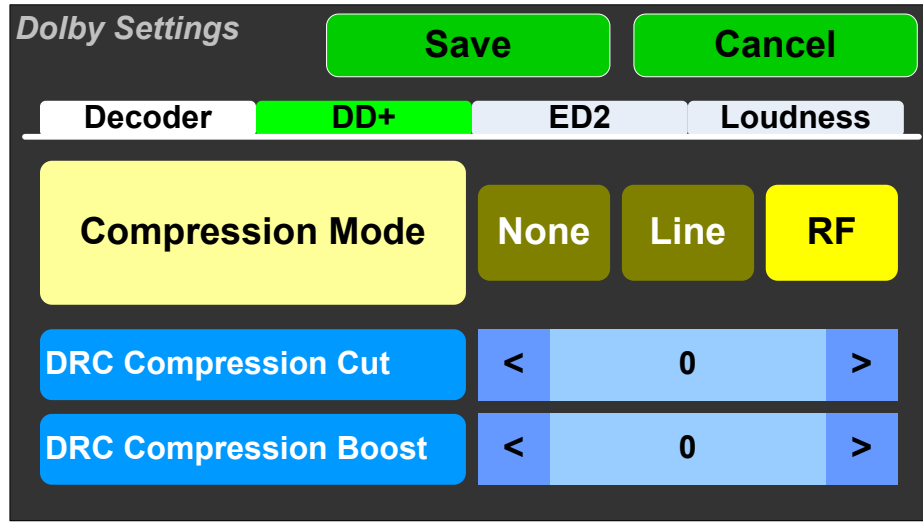 Dolby Settings
Save Cancel
Decoder DD+ ED2 Loudness
Compression Mode None Line RF
DRC Compression Cut < 0 >
DRC Compression Boost < 0 >